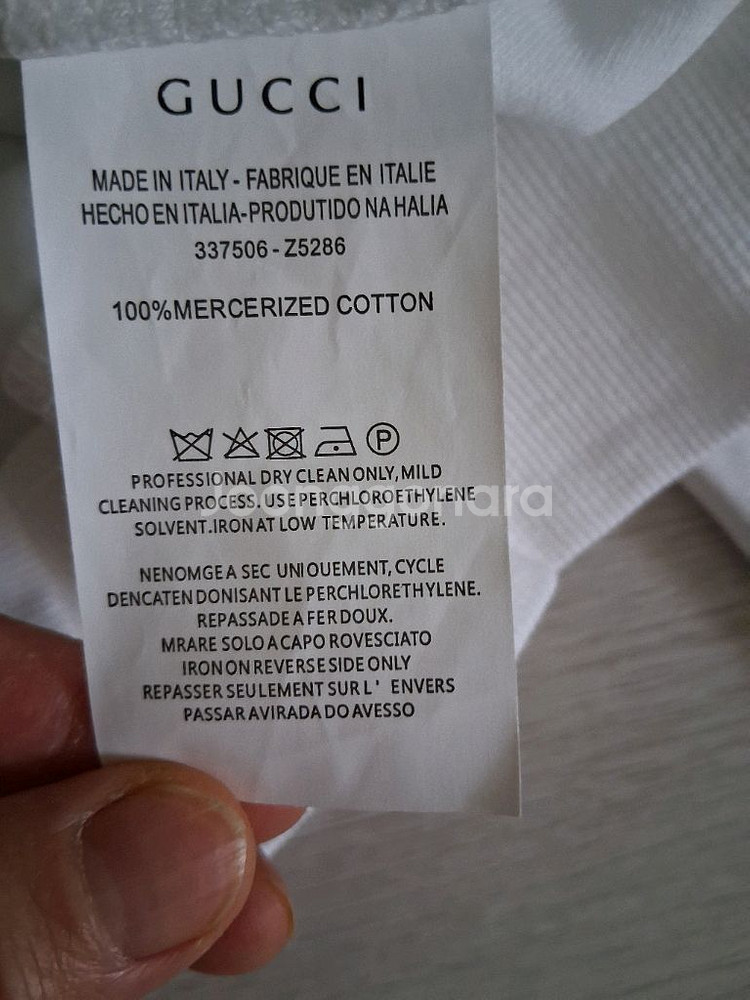 GUCCI
MADE IN ITALY - FABRIQUE EN ITALIE
HECHO EN ITALIA-PRODUTIDO NA HALIA
337506 - Z5286
100%MERCERIZED COTTON
P
PROFESSIONAL DRY CLEAN ONLY, MILD
CLEANING PROCESS. USE PERCHLOROETHYLENE
SOLVENT.IRON AT LOW TEMPERATURE.
NENOMGE A SEC UNIOUEMENT, CYCLE
DENCATEN DONISANT LE PERCHLORETHYLENE.
REPASSADE A FER DOUX.
MRARE SOLO A CAPO ROVESCIATO
IRON ON REVERSE SIDE ONLY
REPASSER SEULEMENT SUR L' ENVERS
PASSAR AVIRADA DO AVESSO